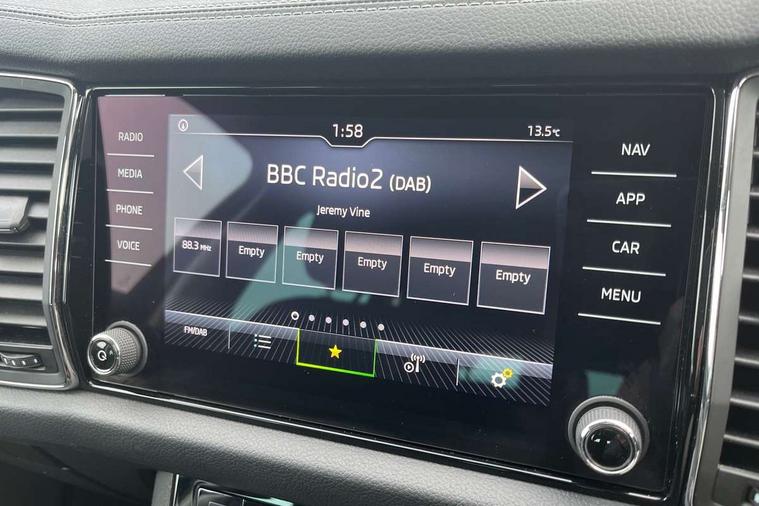 RADIO
MEDIA
PHONE
VOICE
1:58
13.5°C
BBC Radio2 (DAB)
Jeremy Vine
88.3 MHz
Empty
Empty
Empty
Empty
Empty
FM/DAB
NAV
APP
CAR
MENU